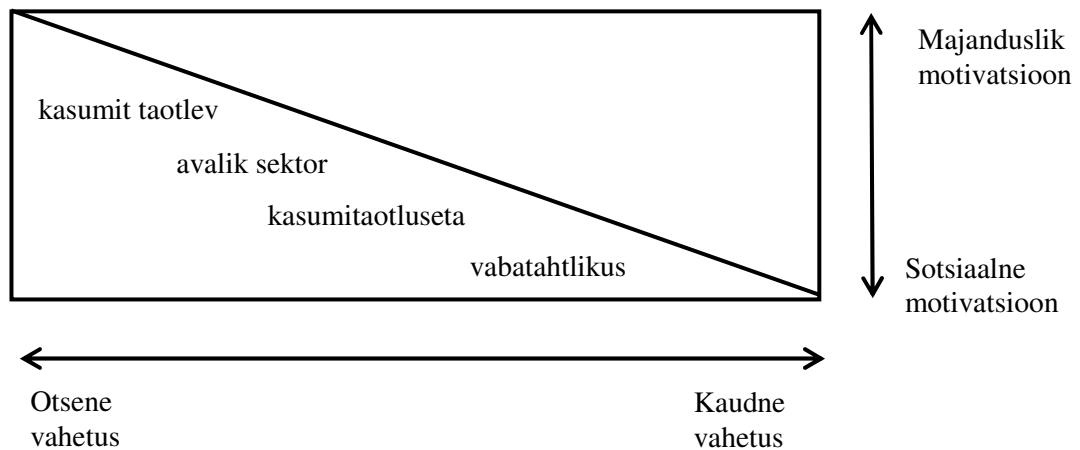 Majanduslik
motivatsioon
kasumit taotlev
avalik sektor
kasumitaotluseta
vabatahtlikus
Sotsiaalne
motivatsioon
Otsene
vahetus
Kaudne
vahetus